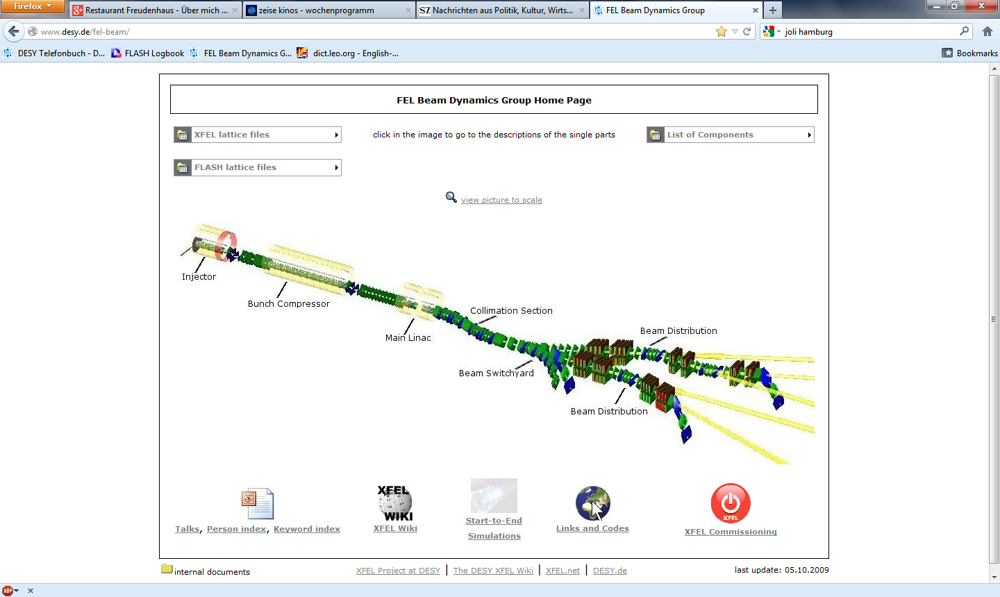 Firefox
Restaurant Freudenhaus - Über mich ...
zeise kinos - wochenprogramm
SZ Nachrichten aus Politik, Kultur, Wirts...
FEL Beam Dynamics Group
www.desy.de/fel-beam/
joli hamburg
DESY Telefonbuch - D...
FLASH Logbook
FEL Beam Dynamics G...
dict.leo.org - English-...
Bookmarks
FEL Beam Dynamics Group Home Page
XFEL lattice files
click in the image to go to the descriptions of the single parts
List of Components
FLASH lattice files
view picture to scale
Injector
Bunch Compressor
Main Linac
Collimation Section
Beam Switchyard
Beam Distribution
Beam Distribution
XFEL
WIKI
XFEL
Talks, Person index, Keyword index
XFEL Wiki
Start-to-End
Simulations
Links and Codes
XFEL Commissioning
internal documents
XFEL Project at DESY | The DESY XFEL Wiki | XFEL.net | DESY.de
last update: 05.10.2009
ABP